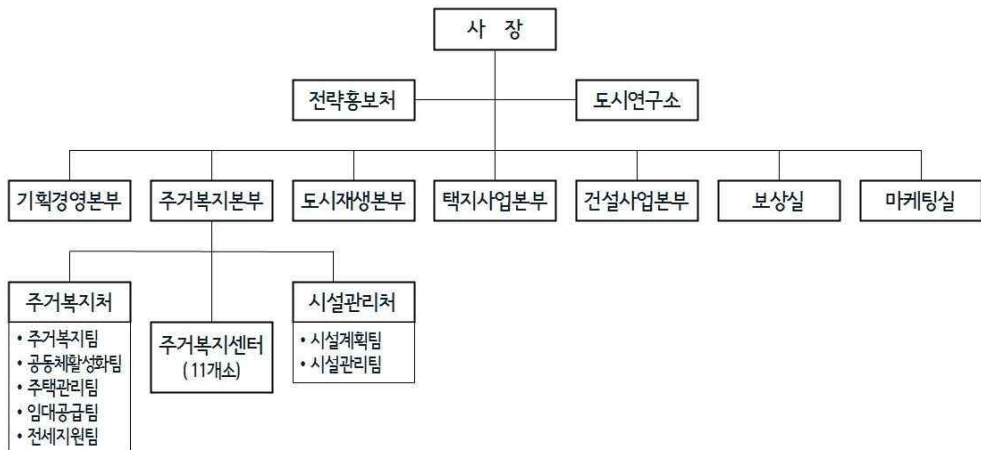 사 장
전략홍보처 도시연구소
기획경영본부 주거복지본부 도시재생본부 택지사업본부 건설사업본부 보상실 마케팅실
주거복지처
• 주거복지팀
• 공동체활성화팀
• 주택관리팀
• 임대공급팀
• 전세지원팀
주거복지센터
(11개소)
시설관리처
• 시설계획팀
• 시설관리팀